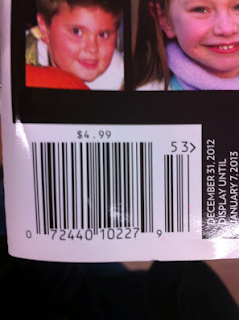 $4.99
53>
0 72440 10227 9
DECEMBER 31, 2012
DISPLAY UNTIL
JANUARY 7, 2013